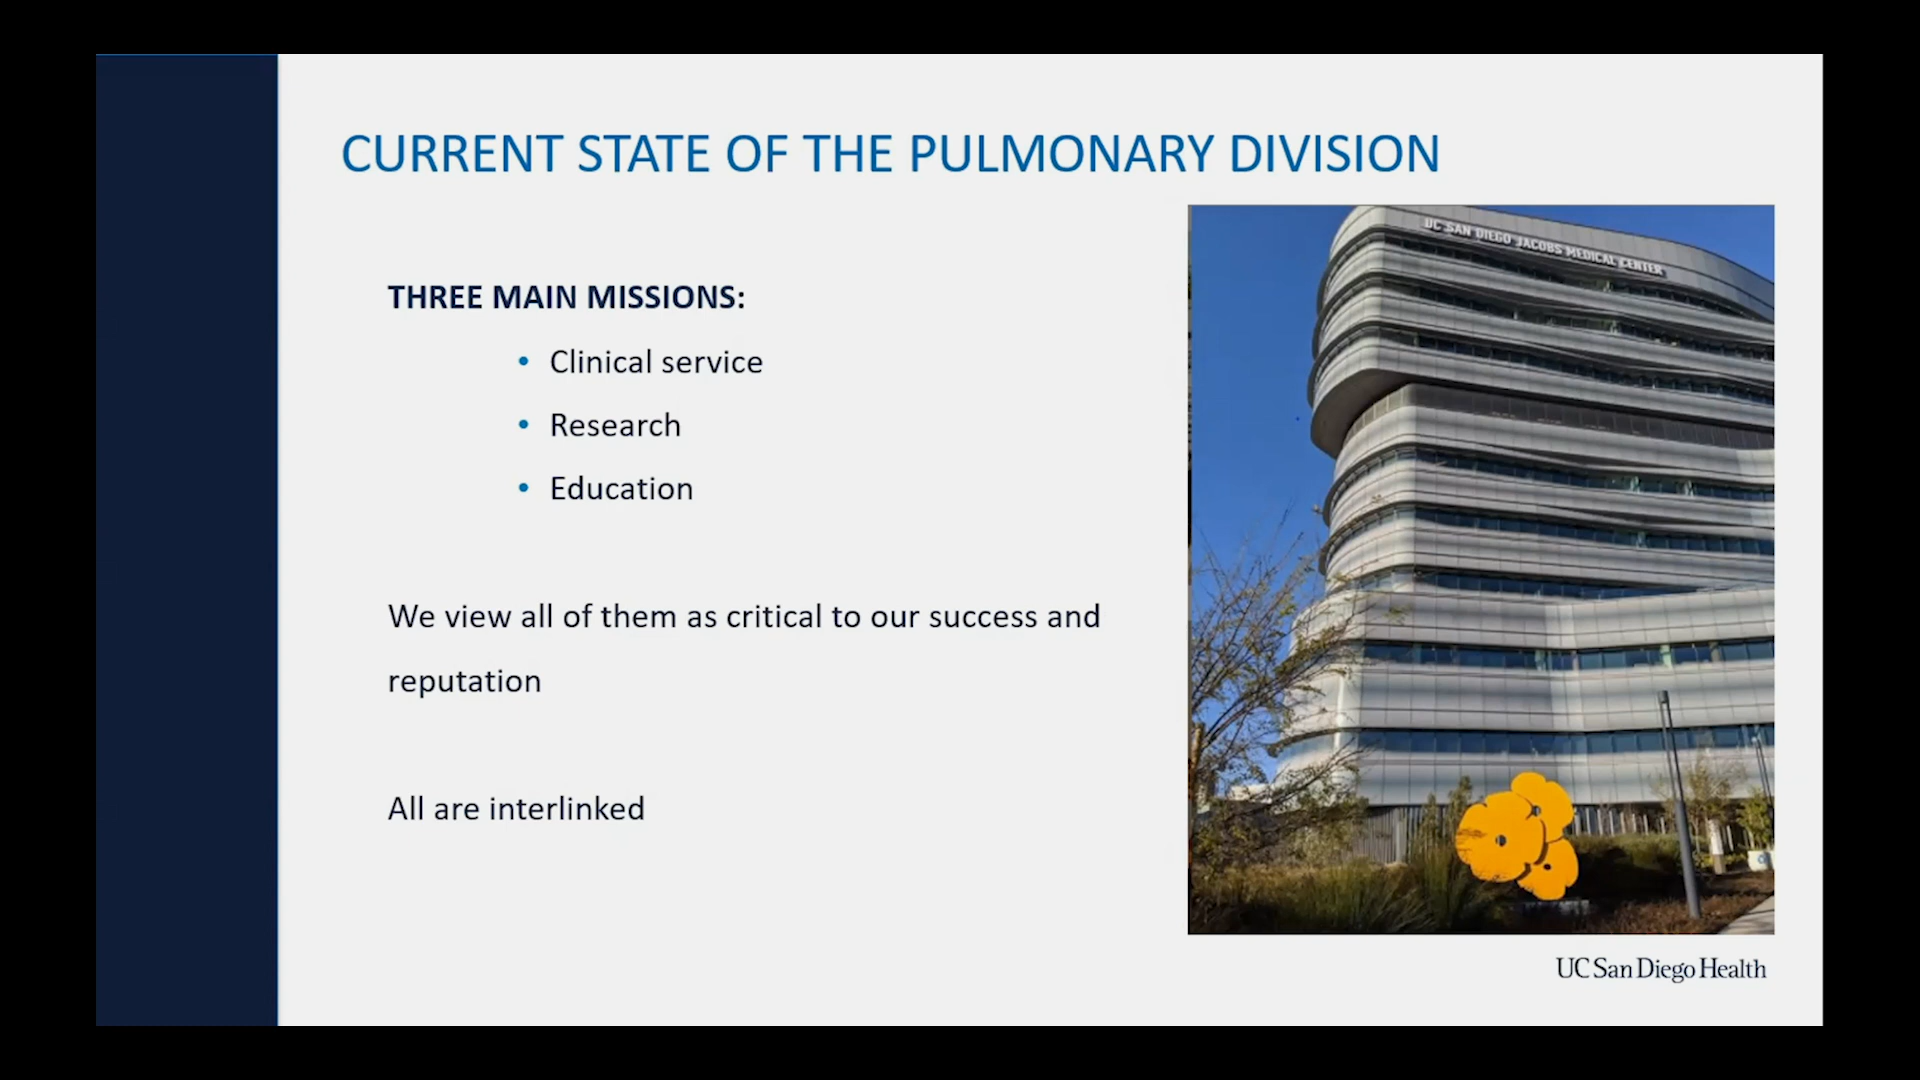 CURRENT STATE OF THE PULMONARY DIVISION
THREE MAIN MISSIONS:
• Clinical service
• Research
• Education
We view all of them as critical to our success and
reputation
All are interlinked
UC SAN DIEGO JACOBS MEDICAL CENTER
UC San Diego Health